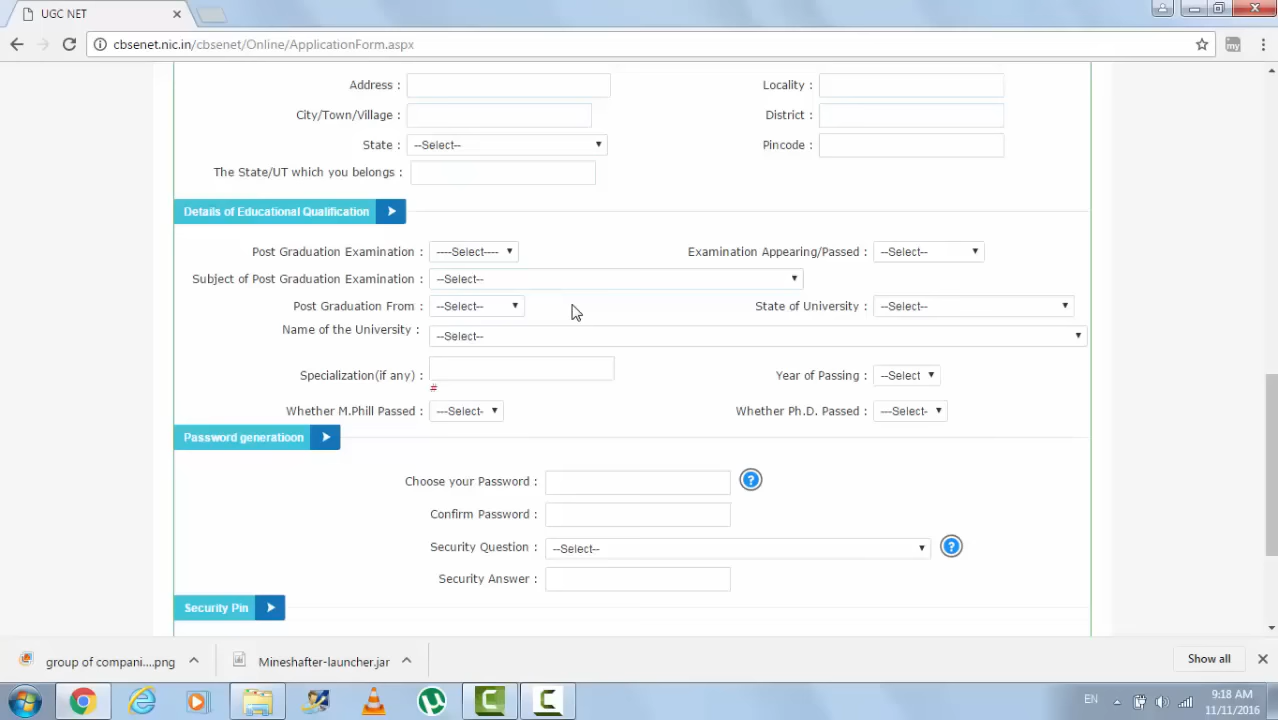 UGC NET
cbsenet.nic.in/cbsenet/Online/ApplicationForm.aspx
my
Address :
Locality :
City/Town/Village :
District :
State : --Select--
Pincode :
The State/UT which you belongs :
Details of Educational Qualification
Post Graduation Examination : ----Select----
Examination Appearing/Passed : --Select--
Subject of Post Graduation Examination : --Select--
Post Graduation From : --Select--
State of University : --Select--
Name of the University : --Select--
Specialization(if any) :
#
Year of Passing : --Select
Whether M.Phill Passed : ---Select-
Whether Ph.D. Passed : ---Select-
Password generatioon
Choose your Password : ?
Confirm Password :
Security Question : --Select-- ?
Security Answer :
Security Pin
group of compani....png
Mineshafter-launcher.jar
Show all
EN
9:18 AM
11/11/2016